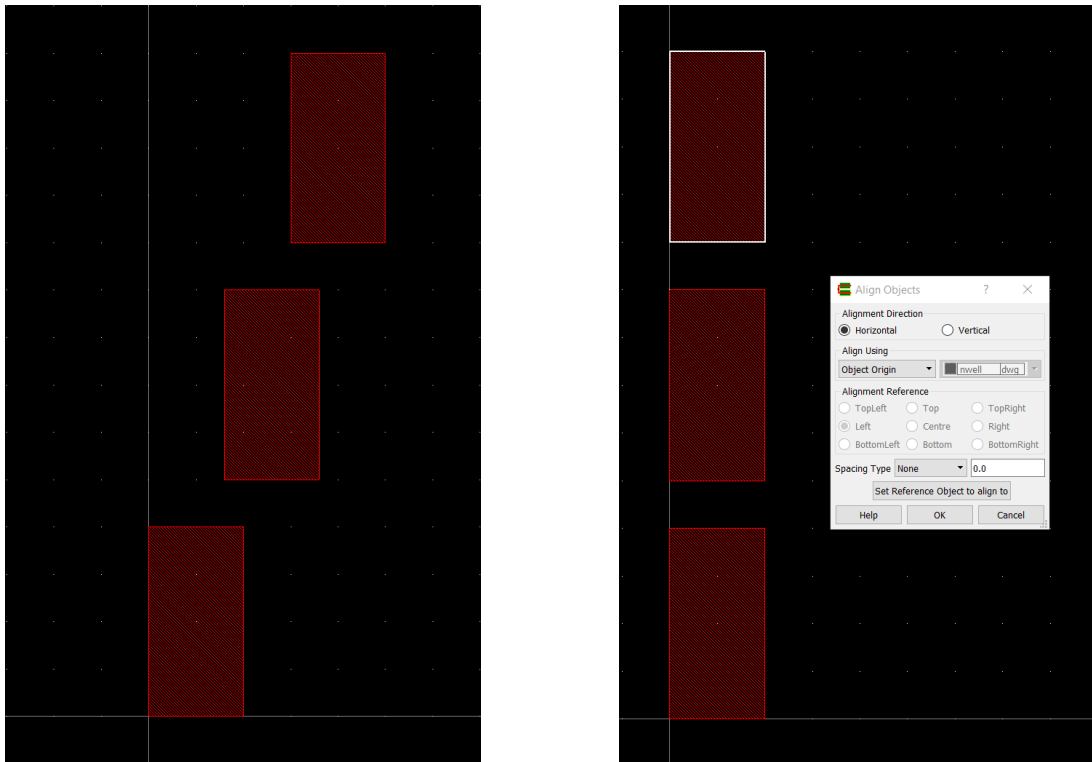 Align Objects ?
Alignment Direction
Horizontal Vertical
Align Using
Object Origin nwell dwg
Alignment Reference
TopLeft Top TopRight
Left Centre Right
BottomLeft Bottom BottomRight
Spacing Type None 0.0
Set Reference Object to align to
Help OK Cancel